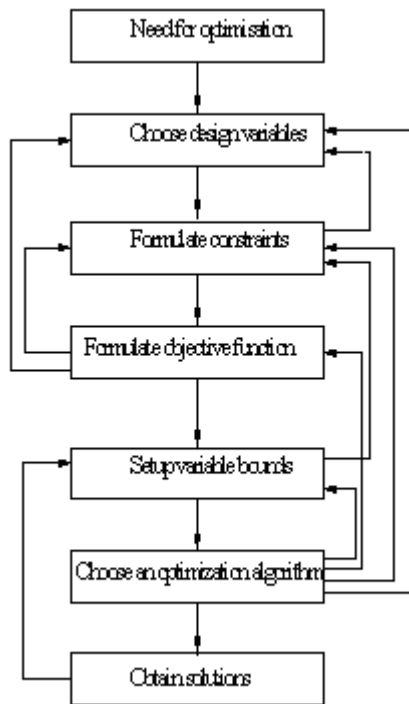 Need for optimisation
Choose design variables
Formulate constraints
Formulate objective function
Setup variable bounds
Choose an optimization algorithm
Obtain solutions